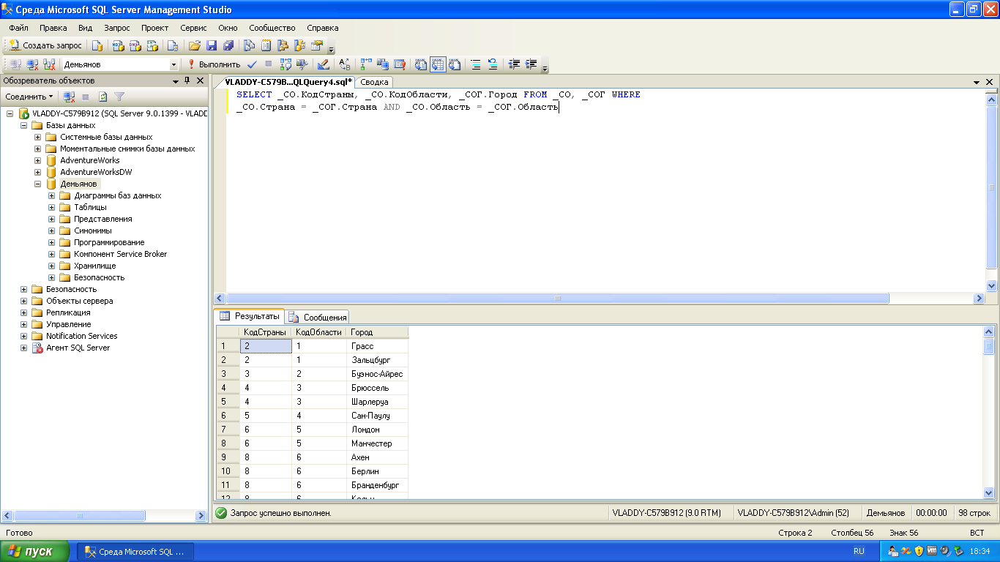 Среда Microsoft SQL Server Management Studio
Файл Правка Вид Запрос Проект Сервис Окно Сообщество Справка
Создать запрос
Демьянов Выполнить
Обозреватель объектов
Соединить
VLADDY-C579B912 (SQL Server 9.0.1399 - VLADD
Базы данных
Системные базы данных
Моментальные снимки базы данных
AdventureWorks
AdventureWorksDW
Демьянов
Диаграммы баз данных
Таблицы
Представления
Синонимы
Программирование
Компонент Service Broker
Хранилище
Безопасность
Безопасность
Объекты сервера
Репликация
Управление
Notification Services
Агент SQL Server
VLADDY-C579B...QLQuery4.sql* Сводка
SELECT _СО.КодСтраны, _СО.КодОбласти, _СОГ.Город FROM _СО, _СОГ WHERE
_СО.Страна = _СОГ.Страна AND _СО.Область = _СОГ.Область
Результаты Сообщения
КодСтраны КодОбласти Город
1 2 1 Грасс
2 2 1 Зальцбург
3 3 2 Буэнос-Айрес
4 4 3 Брюссель
5 4 3 Шарлеруа
6 5 4 Сан-Паулу
7 6 5 Лондон
8 6 5 Манчестер
9 8 6 Ахен
10 8 6 Берлин
11 8 6 Бранденбург
12 8 6
Запрос успешно выполнен. VLADDY-C579B912 (9.0 RTM) VLADDY-C579B912\Admin (52) Демьянов 00:00:00 98 строк
Готово Строка 2 Столбец 56 Знак 56 ВСТ
пуск Среда Microsoft SQL ... RU 18:34